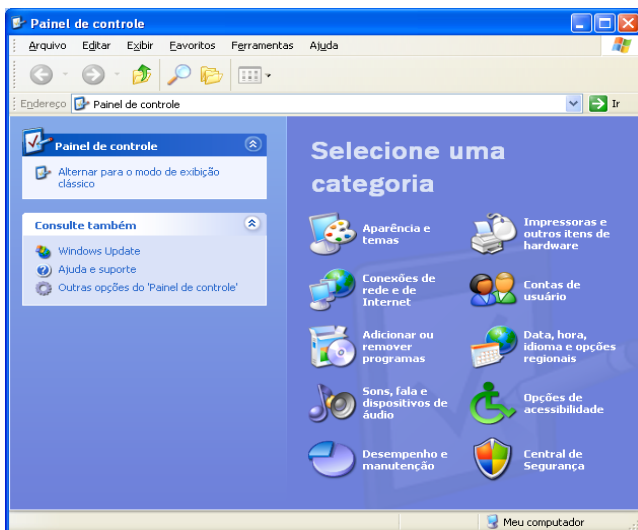 Painel de controle
Arquivo Editar Exibir Favoritos Ferramentas Ajuda
Endereço Painel de controle Ir
Painel de controle
Alternar para o modo de exibição
clássico
Consulte também
Windows Update
Ajuda e suporte
Outras opções do 'Painel de controle'
Selecione uma
categoria
Aparência e
temas
Impressoras e
outros itens de
hardware
Conexões de
rede e de
Internet
Contas de
usuário
Adicionar ou
remover
programas
Data, hora,
idioma e opções
regionais
Sons, fala e
dispositivos de
áudio
Opções de
acessibilidade
Desempenho e
manutenção
Central de
Segurança
Meu computador